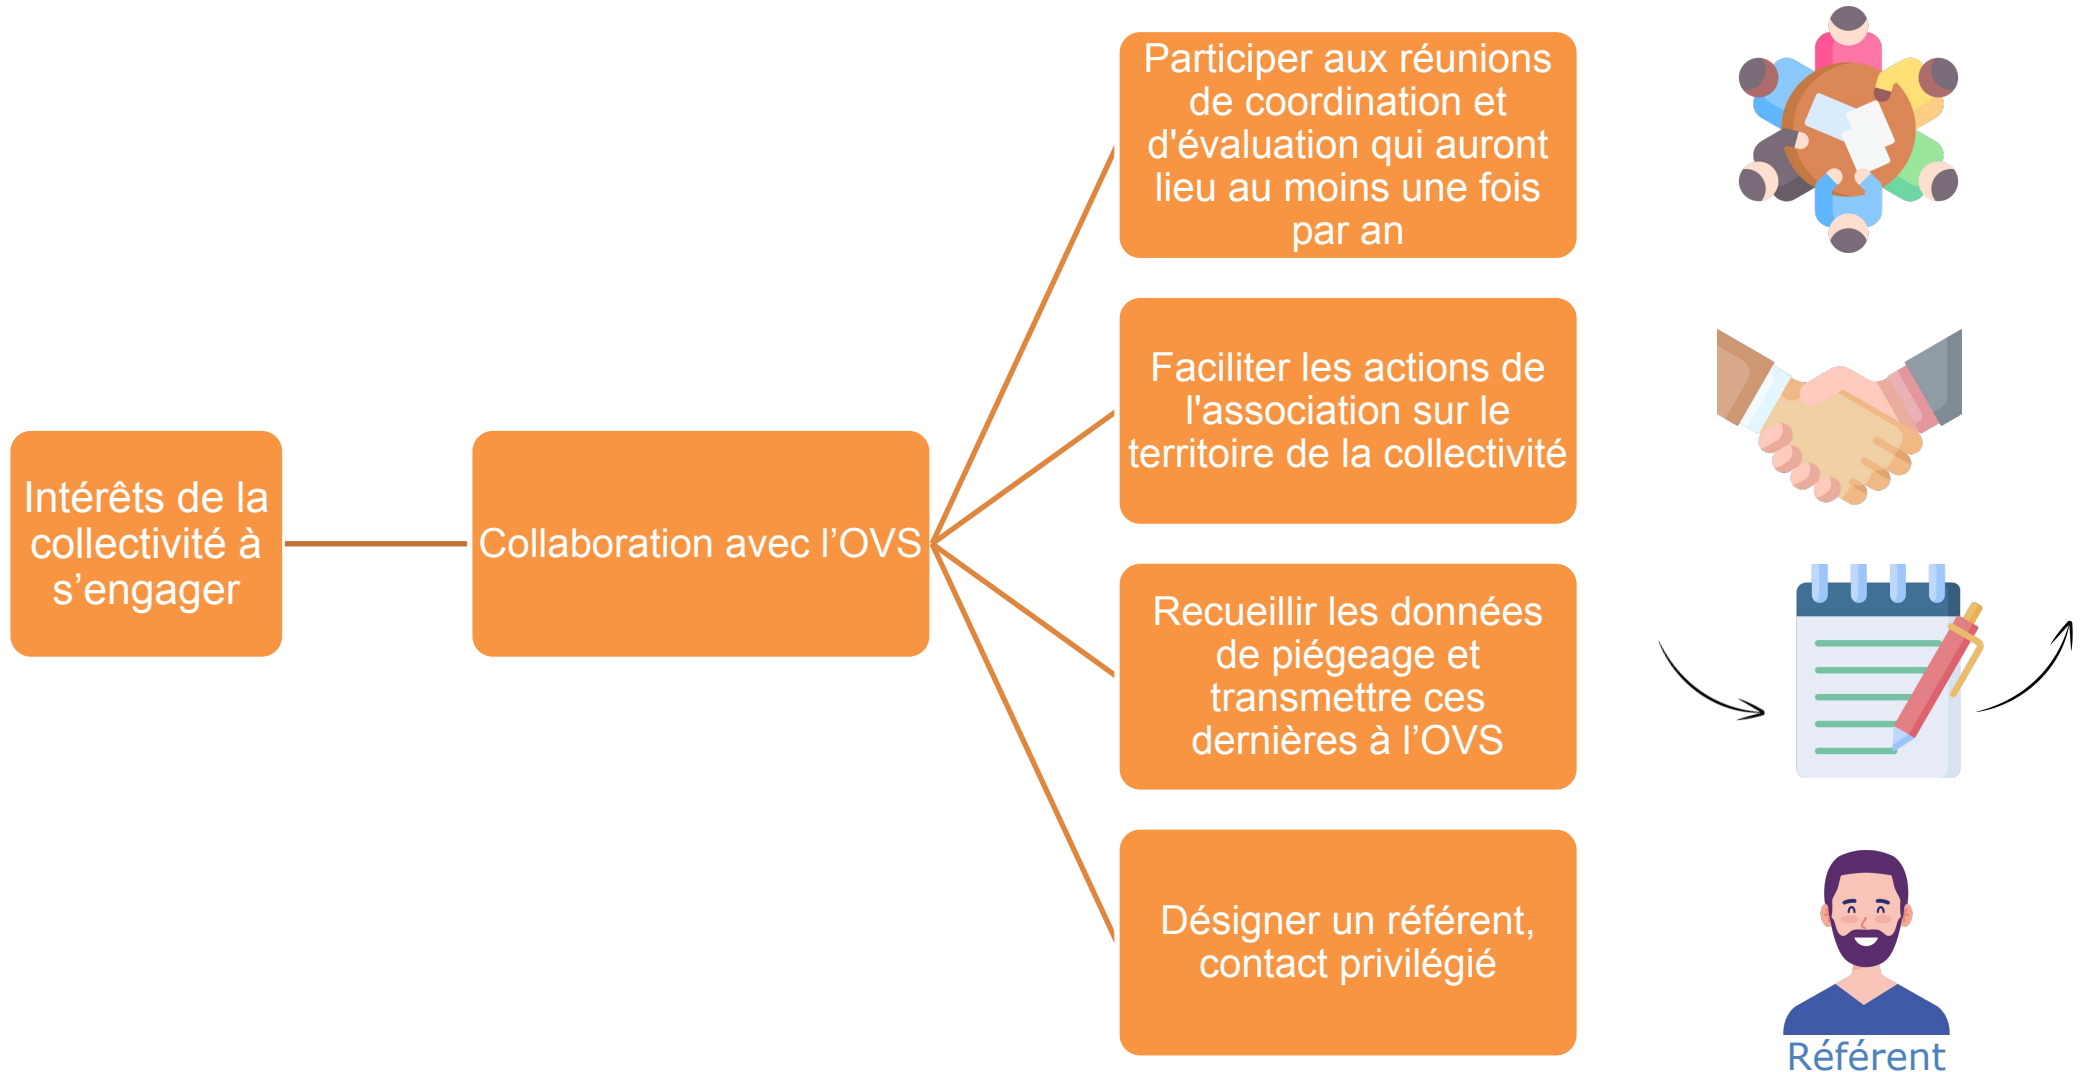 Intérêts de la
collectivité à
s’engager
Collaboration avec l’OVS
Participer aux réunions
de coordination et
d'évaluation qui auront
lieu au moins une fois
par an
Faciliter les actions de
l'association sur le
territoire de la collectivité
Recueillir les données
de piégeage et
transmettre ces
dernières à l’OVS
Désigner un référent,
contact privilégié
Référent